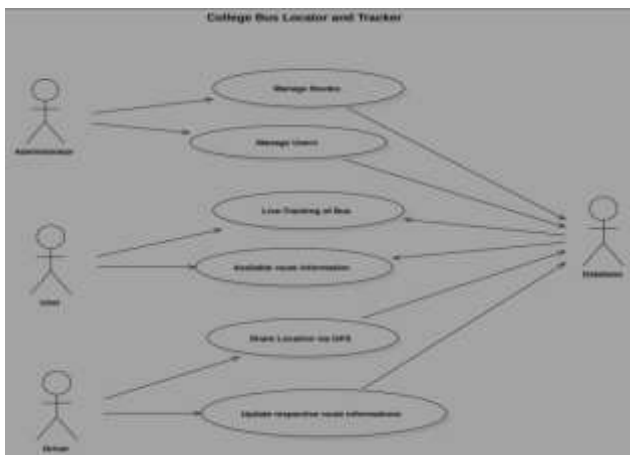 College Bus Locator and Tracker
Manage Routes
Administrator
Manage Users
Live Tracking of Bus
Available route information
User
Database
Share Location via GPS
Update respective route informations
Driver